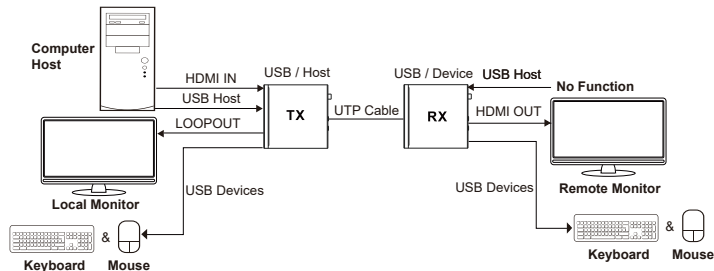 Computer
Host
HDMI IN
USB Host
LOOPOUT
USB / Host
TX
UTP Cable
USB / Device
RX
USB Host
No Function
HDMI OUT
Local Monitor
USB Devices
USB Devices
Remote Monitor
&
Keyboard Mouse
&
Keyboard Mouse